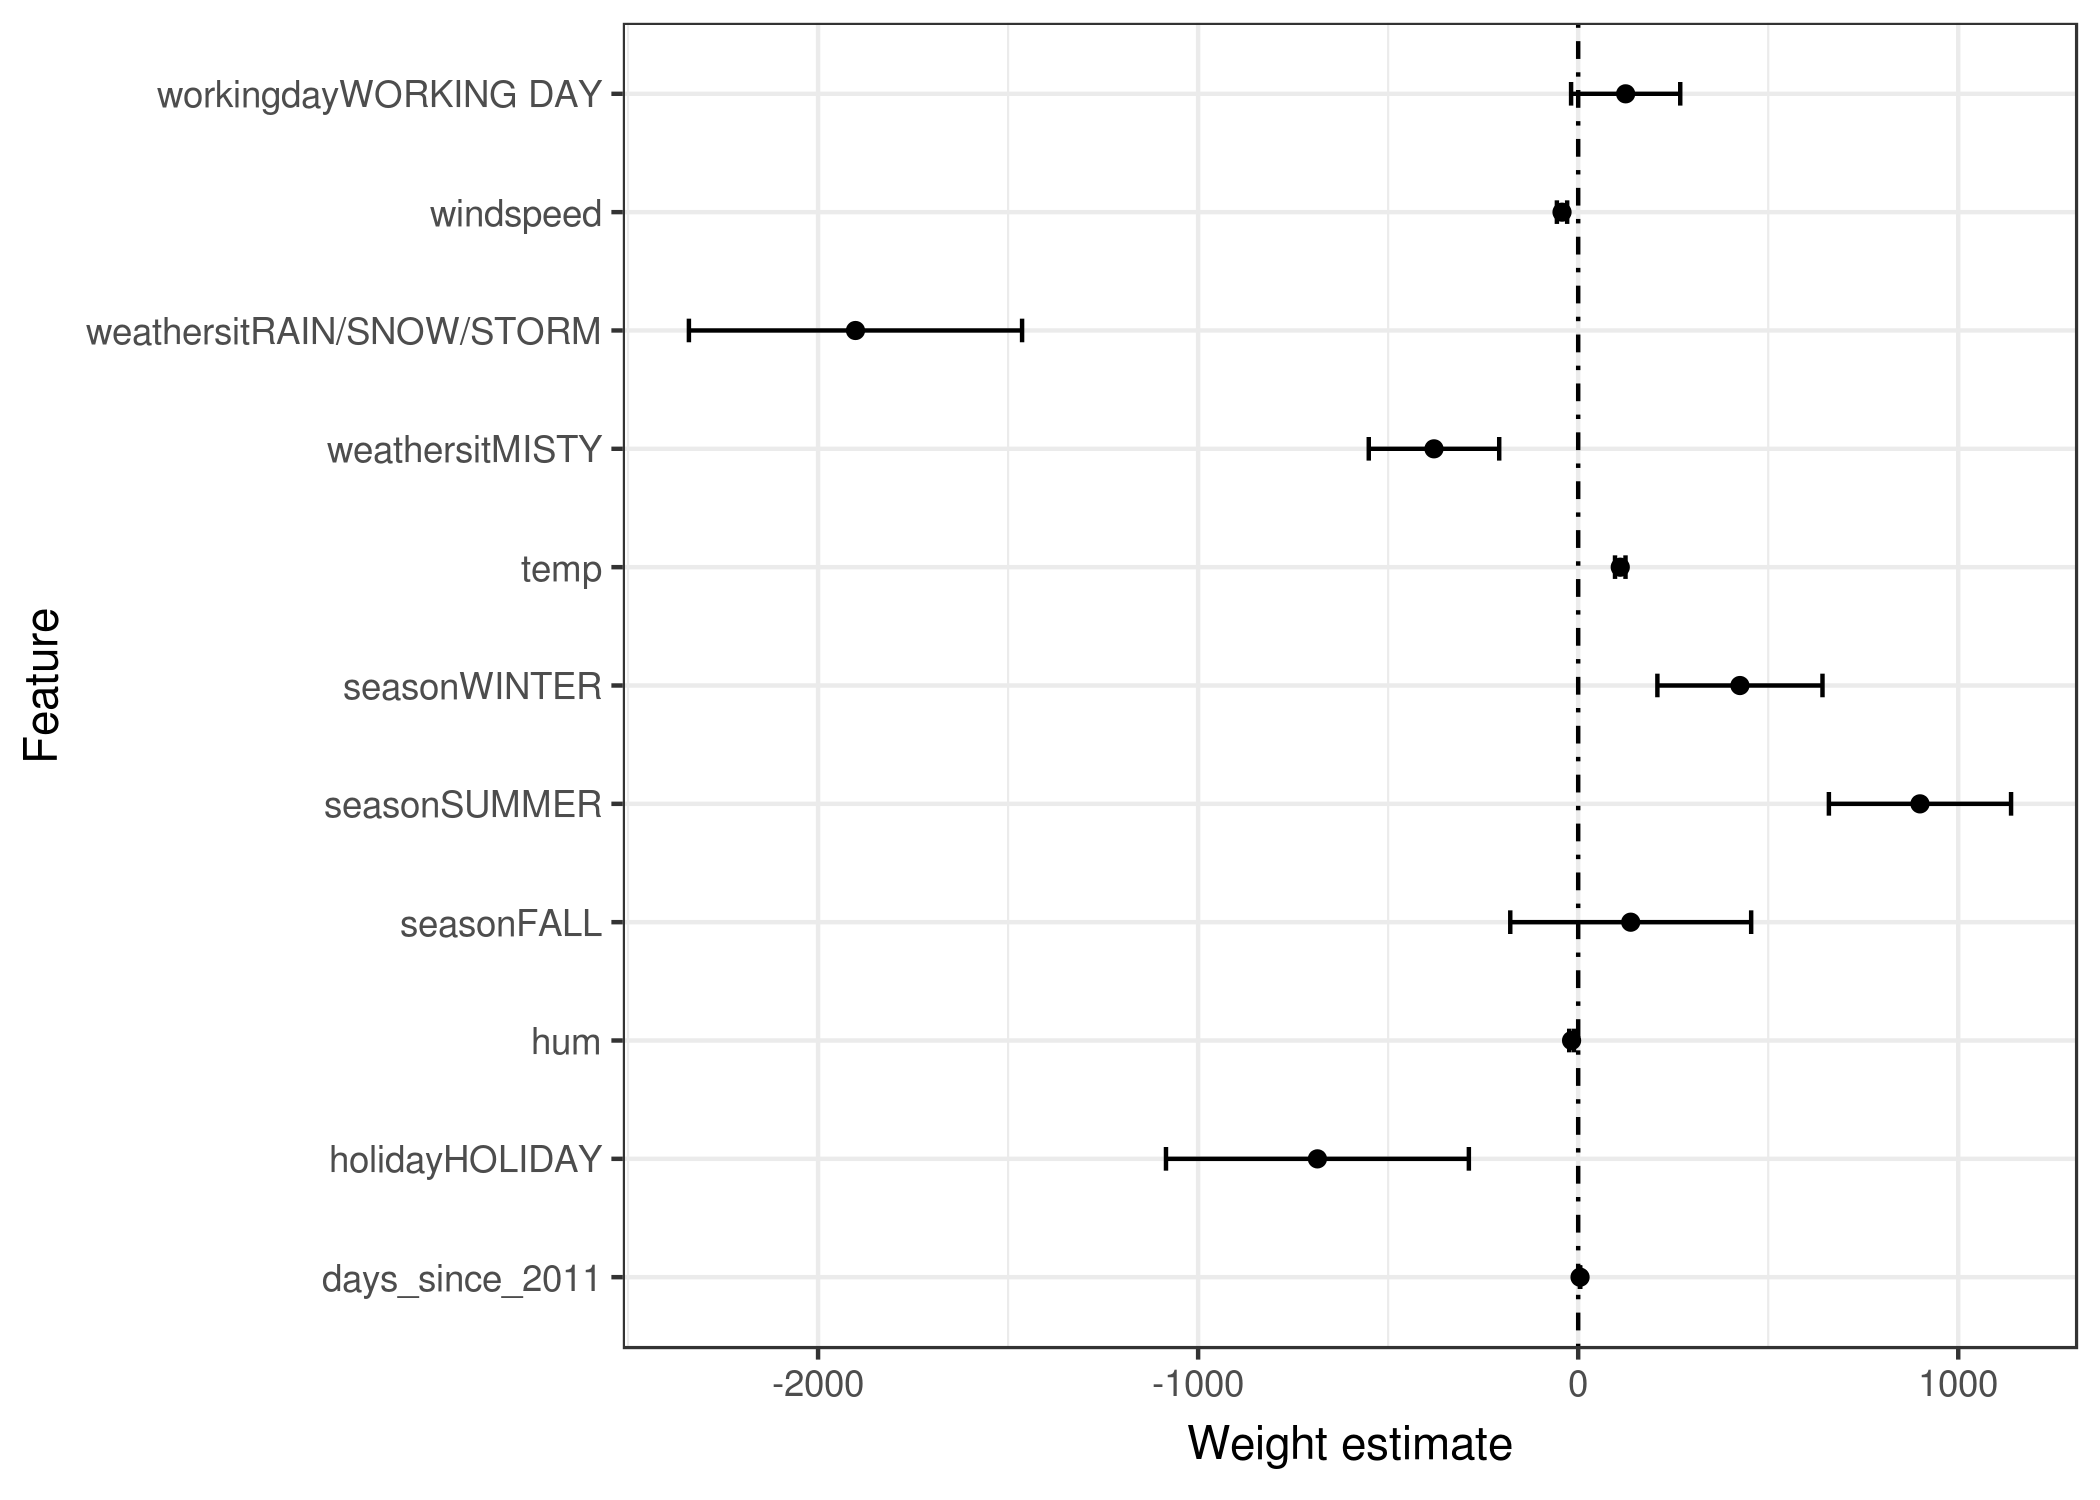 workingdayWORKING DAY
windspeed
weathersitRAIN/SNOW/STORM
weathersitMISTY
temp
seasonWINTER
seasonSUMMER
seasonFALL
hum
holidayHOLIDAY
days_since_2011
Feature
-2000 -1000 0 1000
Weight estimate